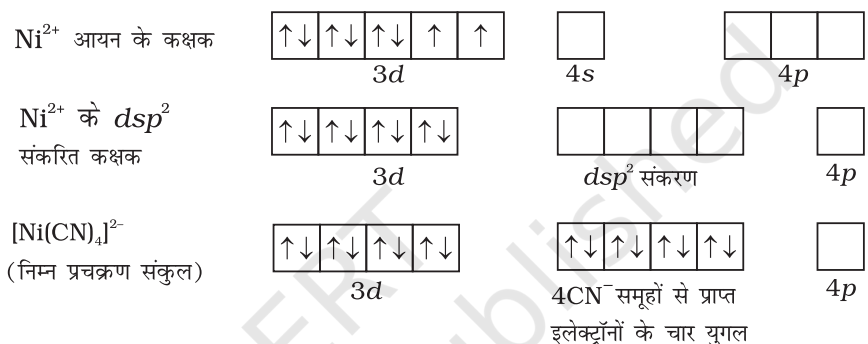 Ni²⁺ आयन के कक्षक ↑↓ ↑↓ ↑↓ ↑ ↑
3d 4s 4p
Ni²⁺ के dsp²
संकरित कक्षक ↑↓ ↑↓ ↑↓ ↑↓
3d dsp² संकरण 4p
[Ni(CN)₄]²⁻
(निम्न प्रचक्रण संकुल) ↑↓ ↑↓ ↑↓ ↑↓ ↑↓ ↑↓ ↑↓ ↑↓
3d 4CN⁻ समूहों से प्राप्त 4p
इलेक्ट्रॉनों के चार युगल